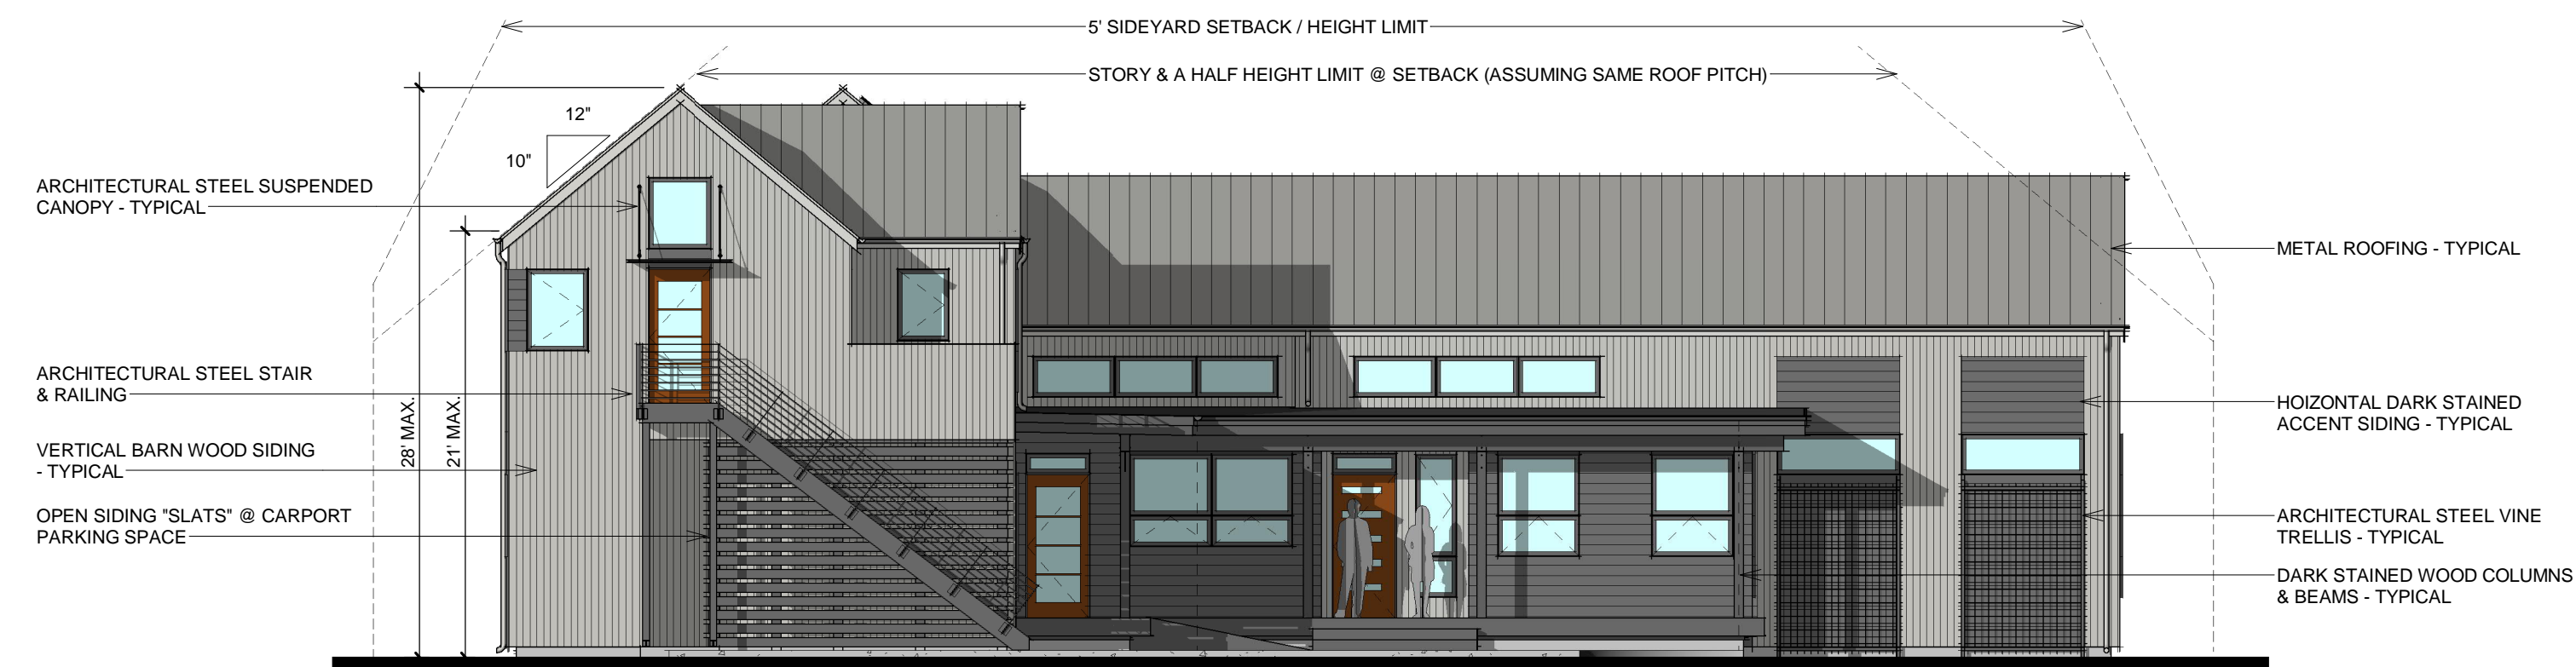 5' SIDEYARD SETBACK / HEIGHT LIMIT
STORY & A HALF HEIGHT LIMIT @ SETBACK (ASSUMING SAME ROOF PITCH)
12"
10"
ARCHITECTURAL STEEL SUSPENDED
CANOPY - TYPICAL
ARCHITECTURAL STEEL STAIR
& RAILING
VERTICAL BARN WOOD SIDING
- TYPICAL
OPEN SIDING "SLATS" @ CARPORT
PARKING SPACE
28' MAX.
21' MAX.
METAL ROOFING - TYPICAL
HOIZONTAL DARK STAINED
ACCENT SIDING - TYPICAL
ARCHITECTURAL STEEL VINE
TRELLIS - TYPICAL
DARK STAINED WOOD COLUMNS
& BEAMS - TYPICAL